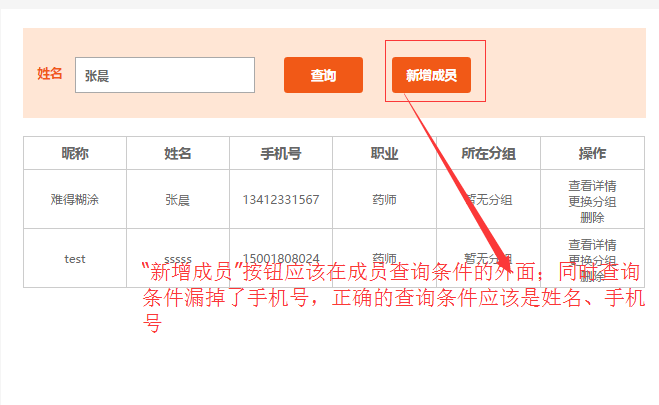 姓名 张晨 查询 新增成员
昵称 姓名 手机号 职业 所在分组 操作
难得糊涂 张晨 13412331567 药师 暂无分组 查看详情
更换分组
删除
test sssss 15001808024 药师 暂无分组 查看详情
更换分组
删除
“新增成员”按钮应该在成员查询条件的外面；同时查询
条件漏掉了手机号，正确的查询条件应该是姓名、手机
号